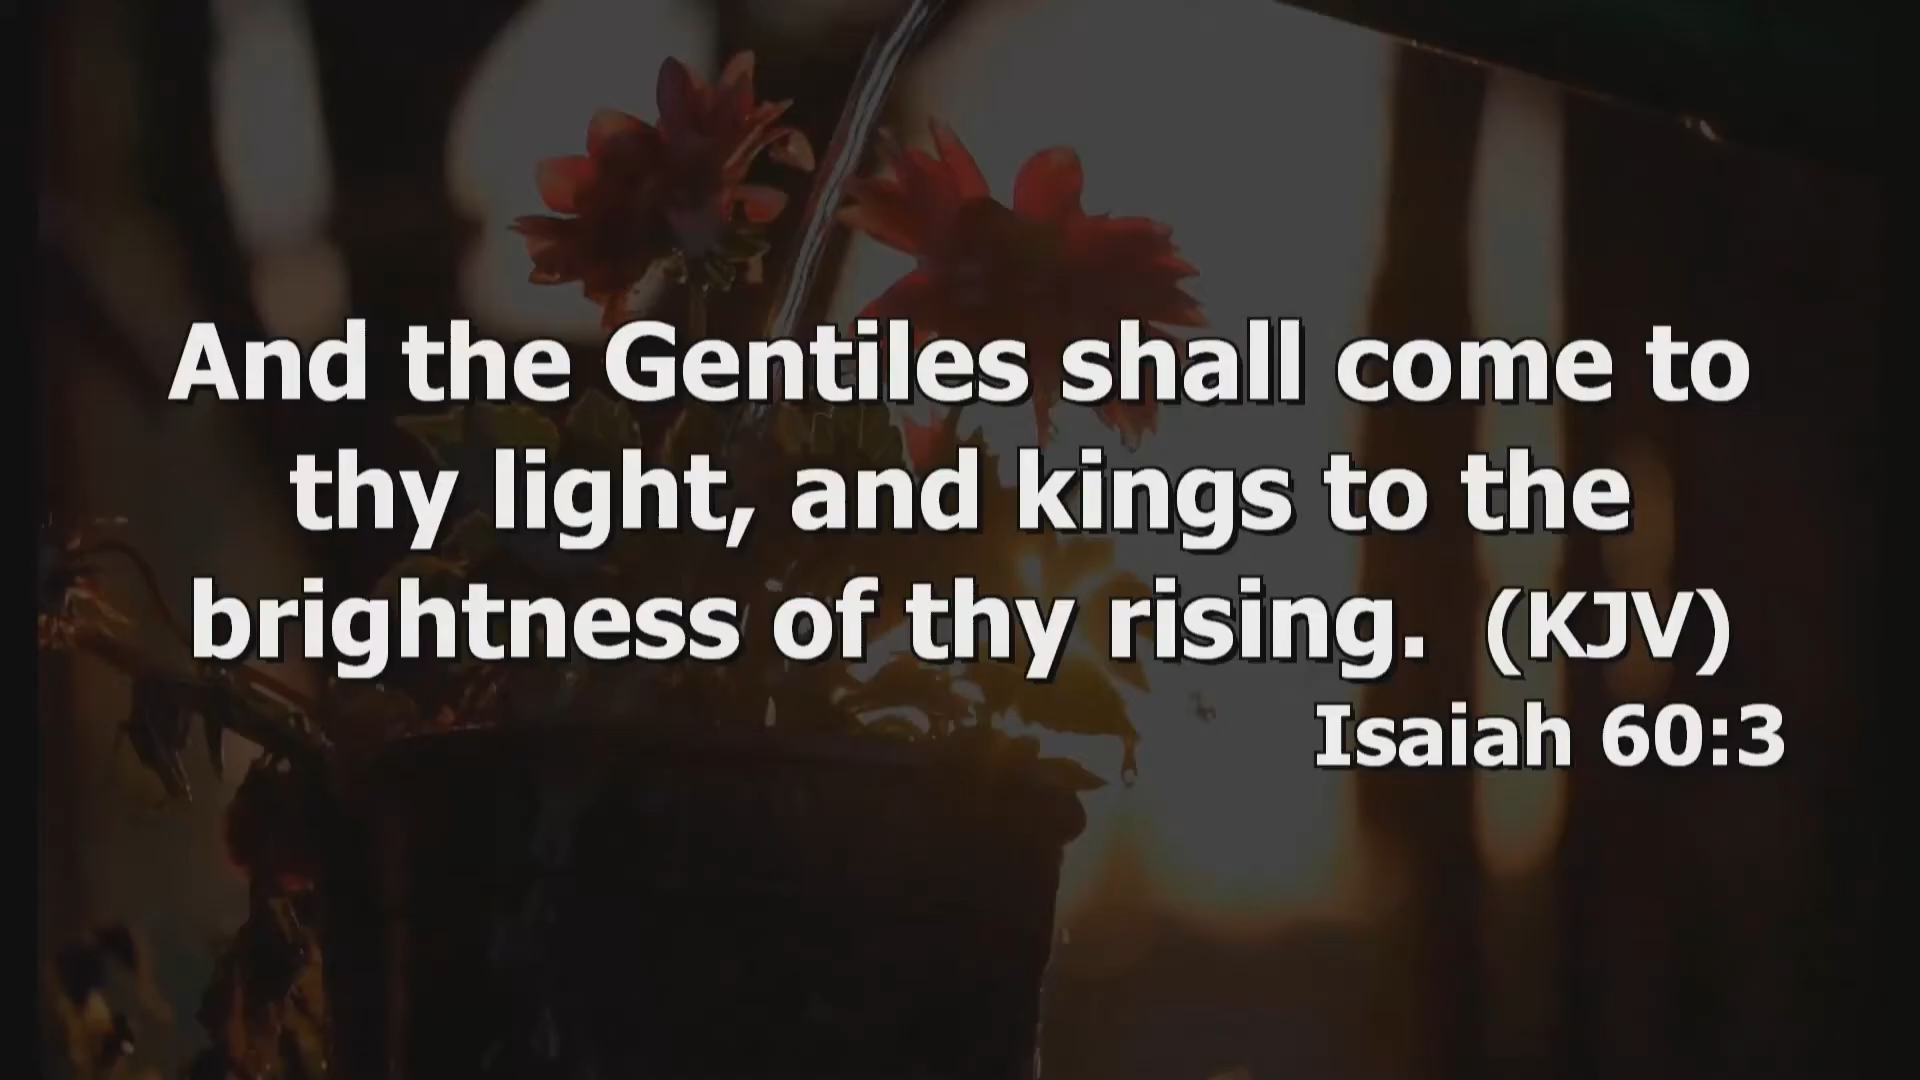 And the Gentiles shall come to
thy light, and kings to the
brightness of thy rising. (KJV)
Isaiah 60:3